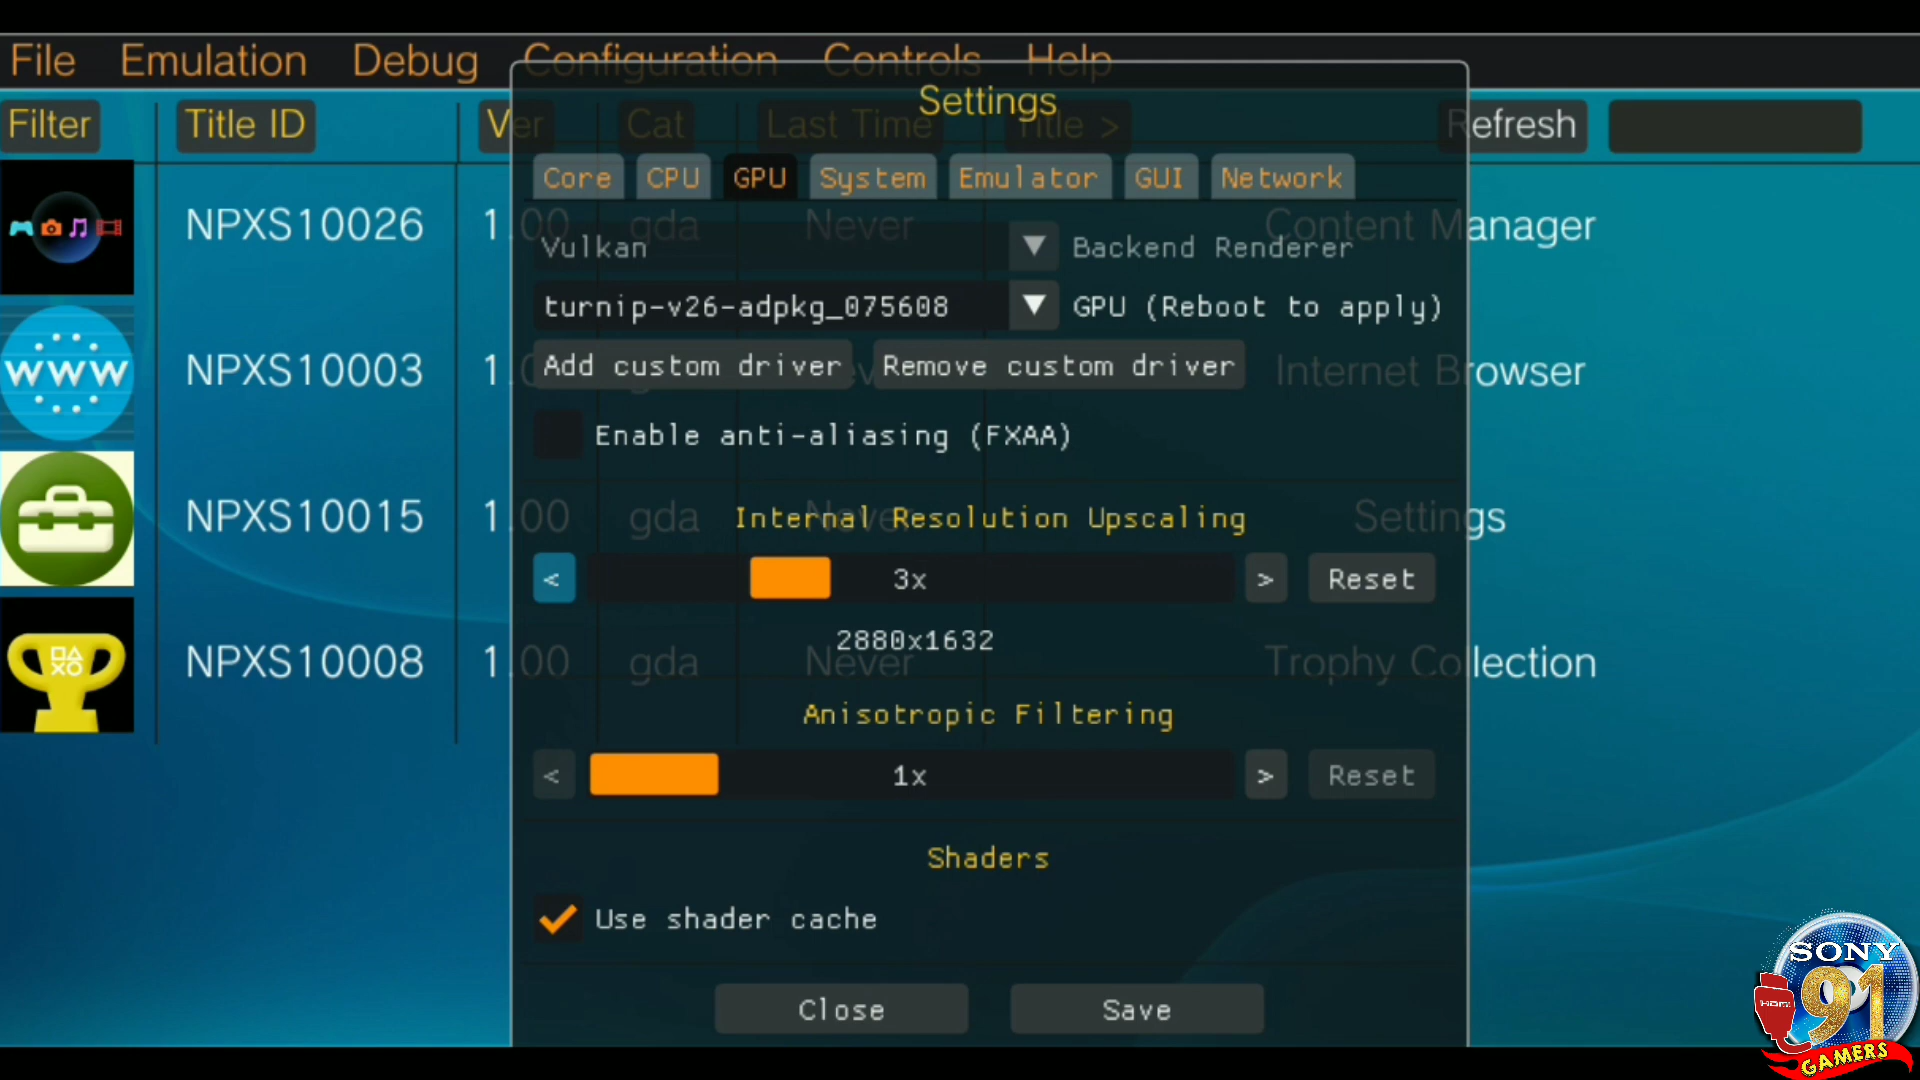 File Emulation Debug Configuration Controls Help
Filter Title ID Ver Cat Last Time Title > Refresh
Settings
Core CPU GPU System Emulator GUI Network
NPXS10026 1.00 gda Never Content Manager
Vulkan Backend Renderer
turnip-v26-adpkg_075608 GPU (Reboot to apply)
Add custom driver Remove custom driver
WWW NPXS10003 1.0 Internet Browser
Enable anti-aliasing (FXAA)
NPXS10015 1.00 gda Never Settings
Internal Resolution Upscaling
< 3x > Reset
2880x1632
NPXS10008 1.00 gda Never Trophy Collection
Anisotropic Filtering
< 1x > Reset
Shaders
Use shader cache
Close Save
SONY
HDMI
91
GAMERS